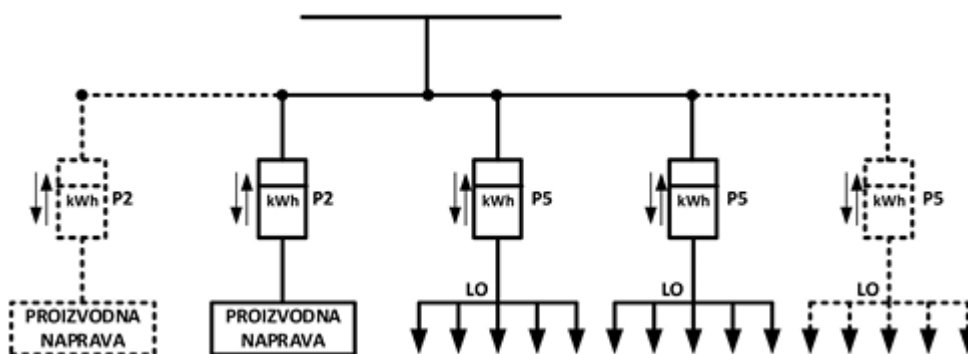 kWh P2
kWh P2
kWh P5
kWh P5
kWh P5
LO
LO
LO
PROIZVODNA
NAPRAVA
PROIZVODNA
NAPRAVA